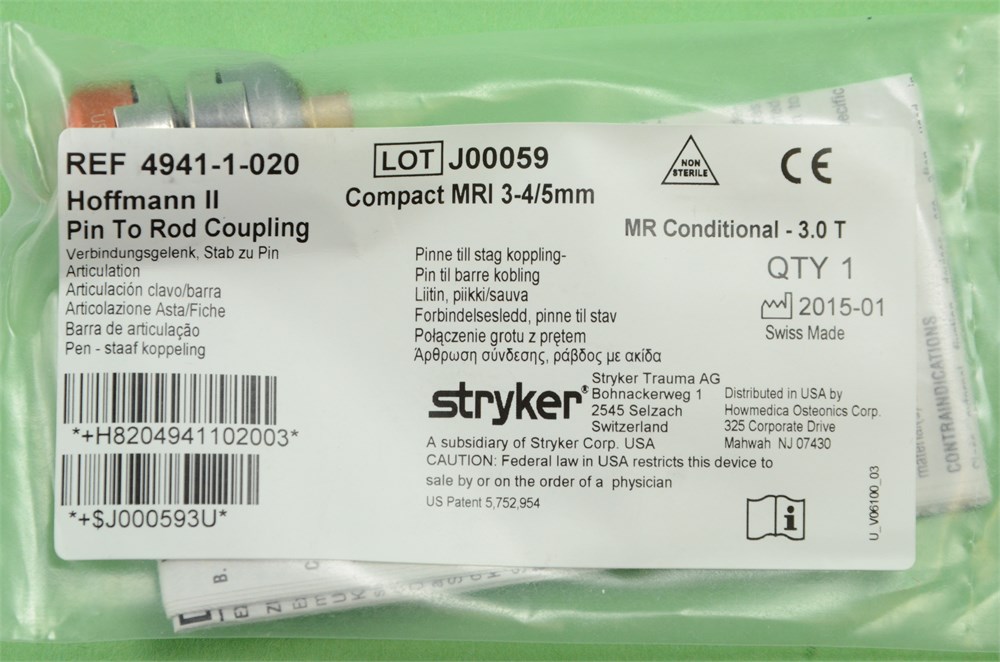 REF 4941-1-020
LOT J00059
NON
STERILE
CE
Hoffmann II
Compact MRI 3-4/5mm
Pin To Rod Coupling
MR Conditional - 3.0 T
Verbindungsgelenk, Stab zu Pin
Articulation
Articulación clavo/barra
Articolazione Asta/Fiche
Barra de articulação
Pen - staaf koppeling
Pinne till stag koppling-
Pin til barre kobling
Liitin, piikki/sauva
Forbindelsesledd, pinne til stav
Połączenie grotu z prętem
Άρθρωση σύνδεσης, ράβδος με ακίδα
QTY 1
2015-01
Swiss Made
*+H8204941102003*
*+$J000593U*
stryker®
Stryker Trauma AG
Bohnackerweg 1
2545 Selzach
Switzerland
Distributed in USA by
Howmedica Osteonics Corp.
325 Corporate Drive
Mahwah NJ 07430
A subsidiary of Stryker Corp. USA
CAUTION: Federal law in USA restricts this device to
sale by or on the order of a physician
US Patent 5,752,954
i
U_V06100_03
CONTRAINDICATIONS
B.